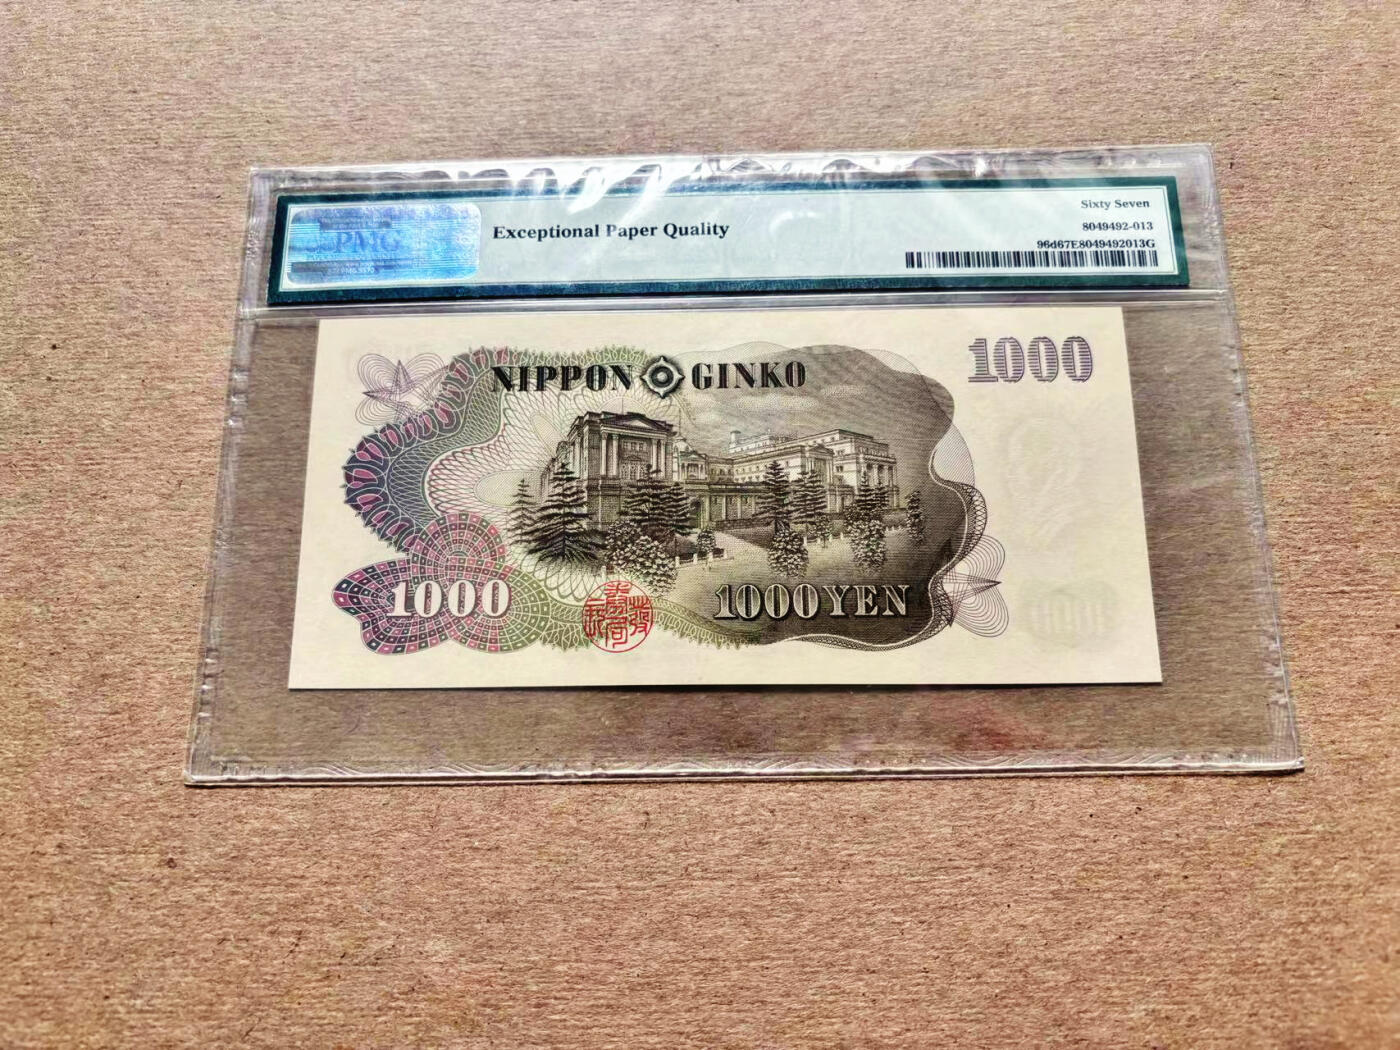 PMG
Exceptional Paper Quality
Sixty Seven
8049492-013
96d67E8049492013G
NIPPON GINKO
1000
1000
1000 YEN